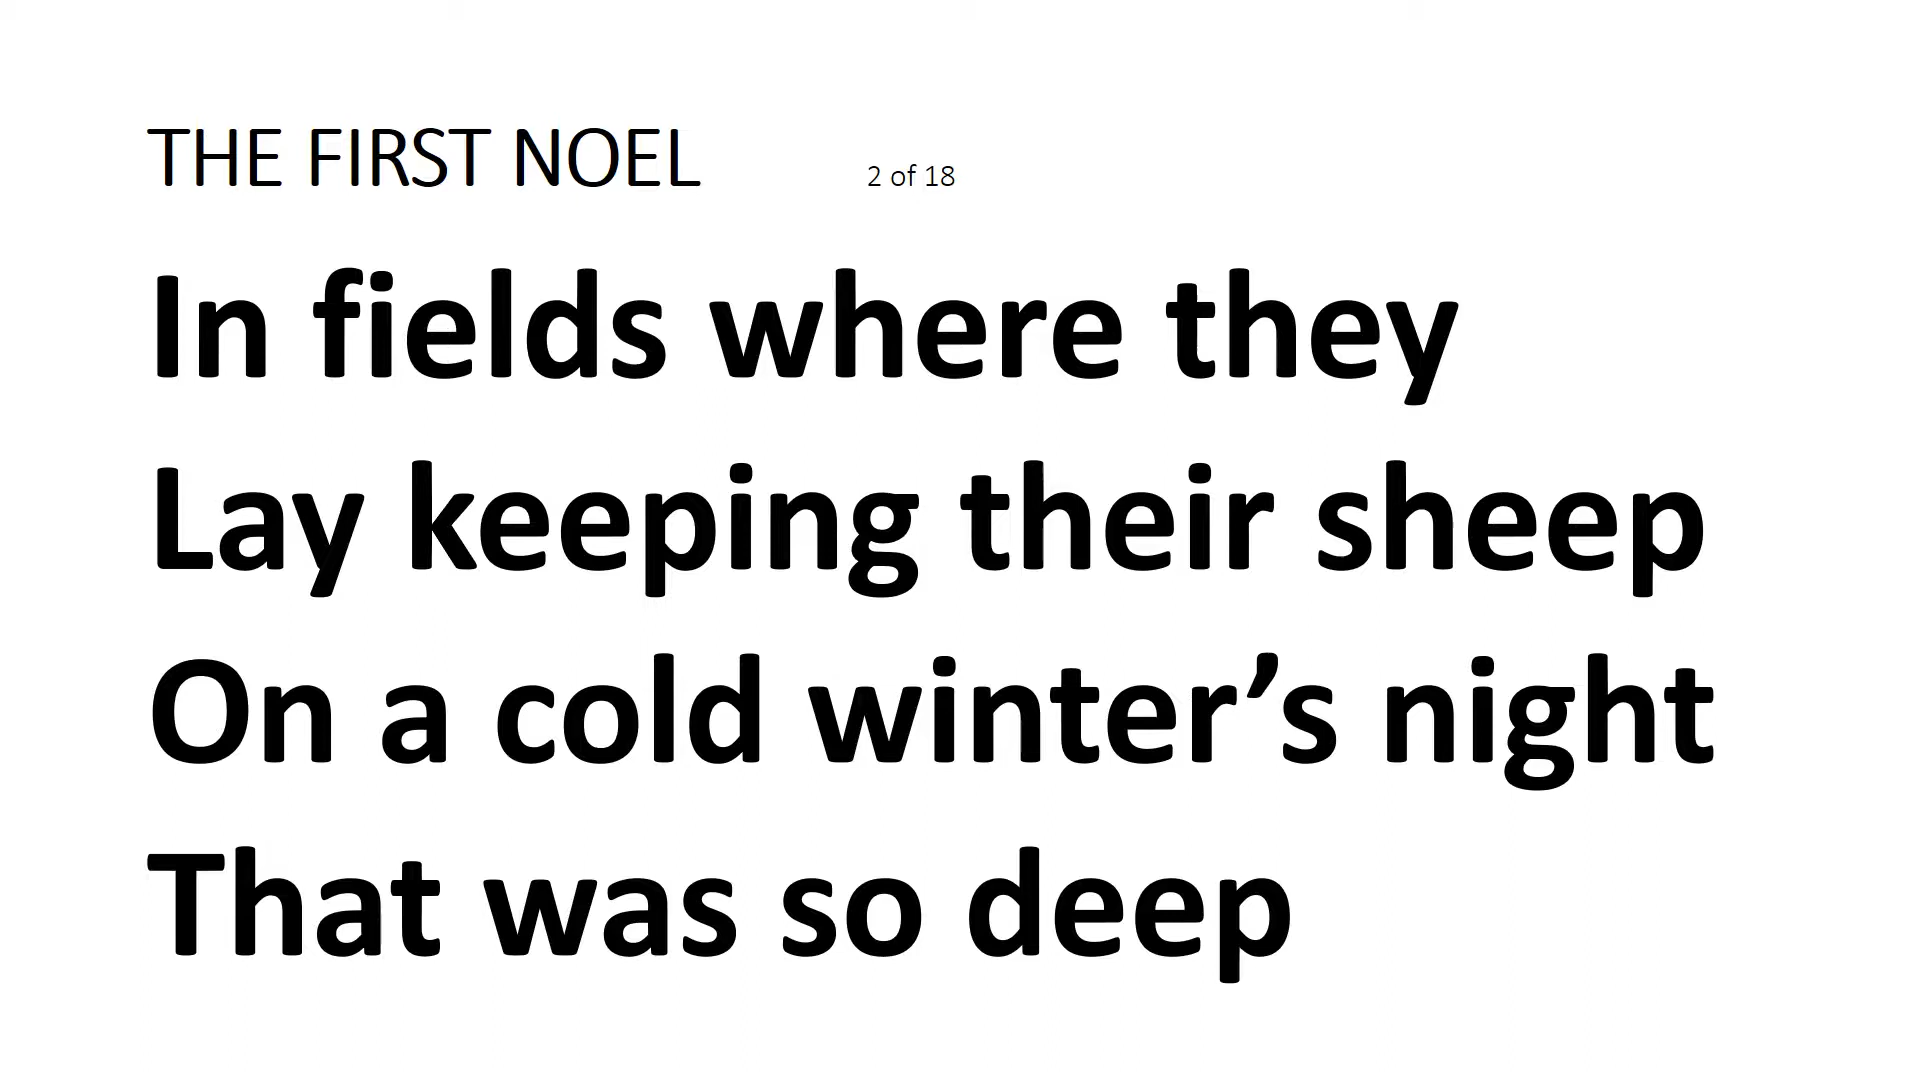 THE FIRST NOEL 2 of 18
In fields where they
Lay keeping their sheep
On a cold winter’s night
That was so deep